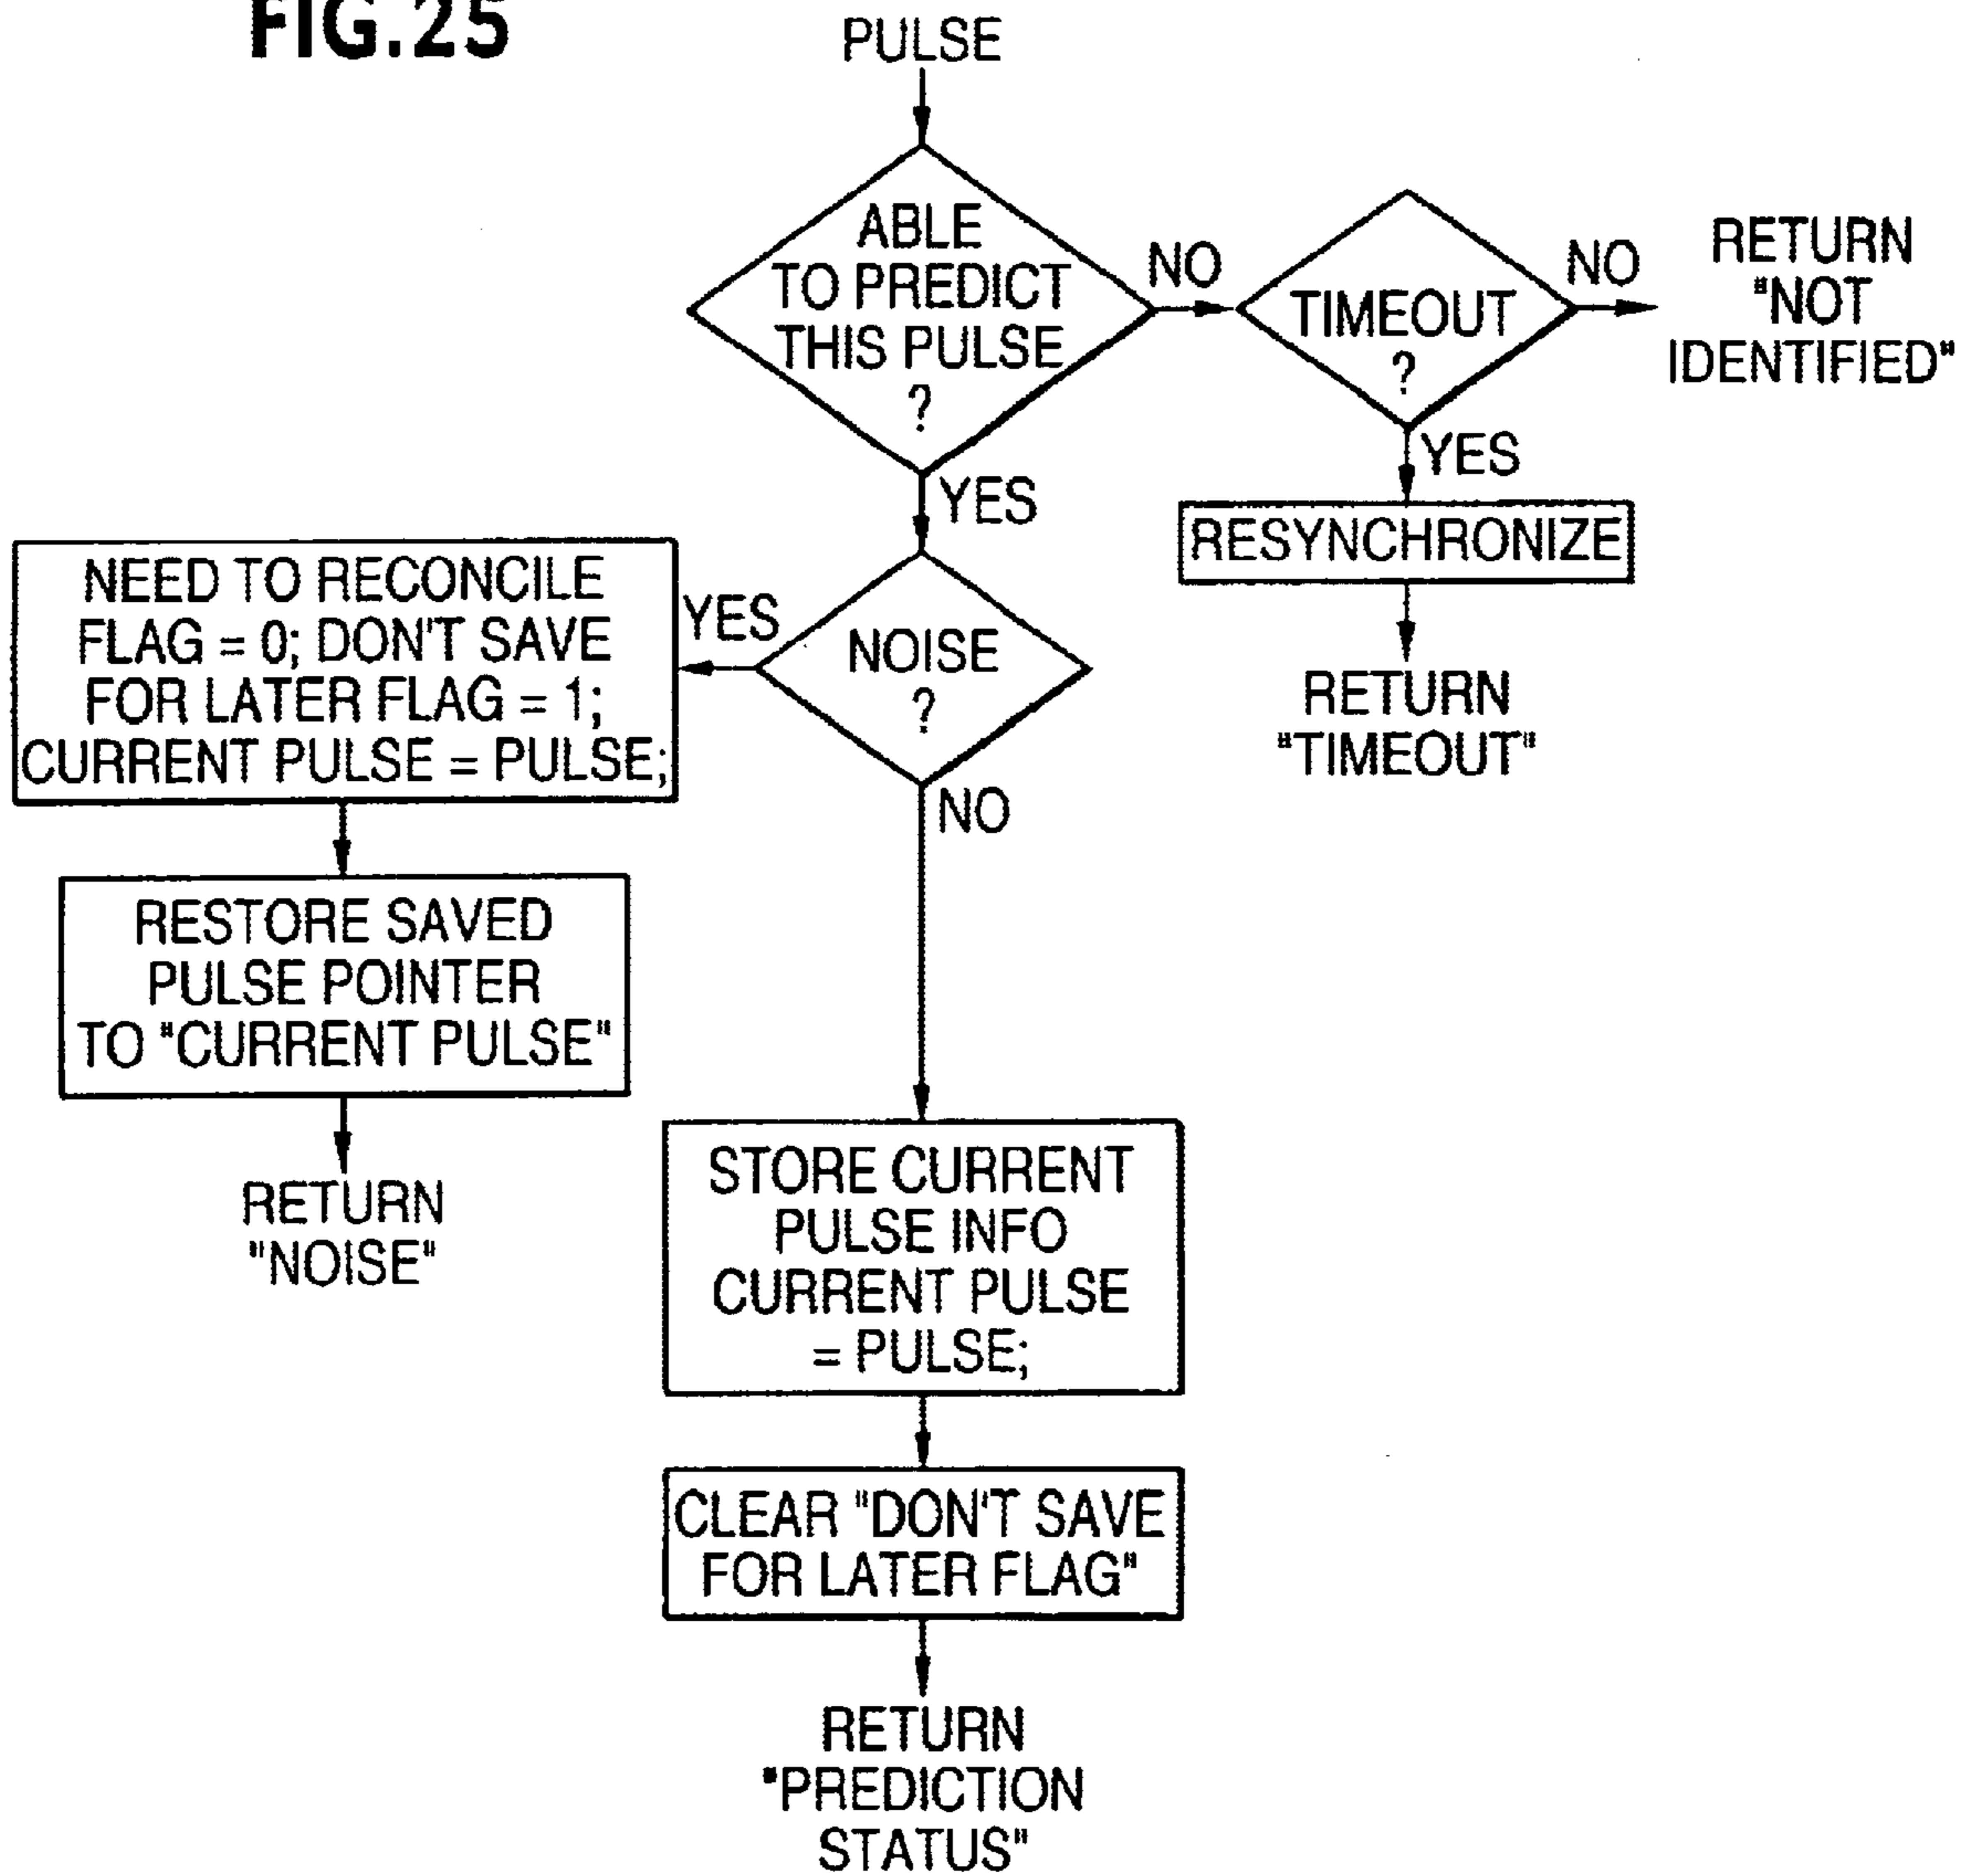 FIG.25
PULSE
ABLE
TO PREDICT
THIS PULSE
?
NO
TIMEOUT
?
NO
RETURN
"NOT
IDENTIFIED"
YES
RESYNCHRONIZE
RETURN
"TIMEOUT"
YES
NOISE
?
YES
NEED TO RECONCILE
FLAG = 0; DON'T SAVE
FOR LATER FLAG = 1;
CURRENT PULSE = PULSE;
RESTORE SAVED
PULSE POINTER
TO "CURRENT PULSE"
RETURN
"NOISE"
NO
STORE CURRENT
PULSE INFO
CURRENT PULSE
= PULSE;
CLEAR "DON'T SAVE
FOR LATER FLAG"
RETURN
"PREDICTION
STATUS"